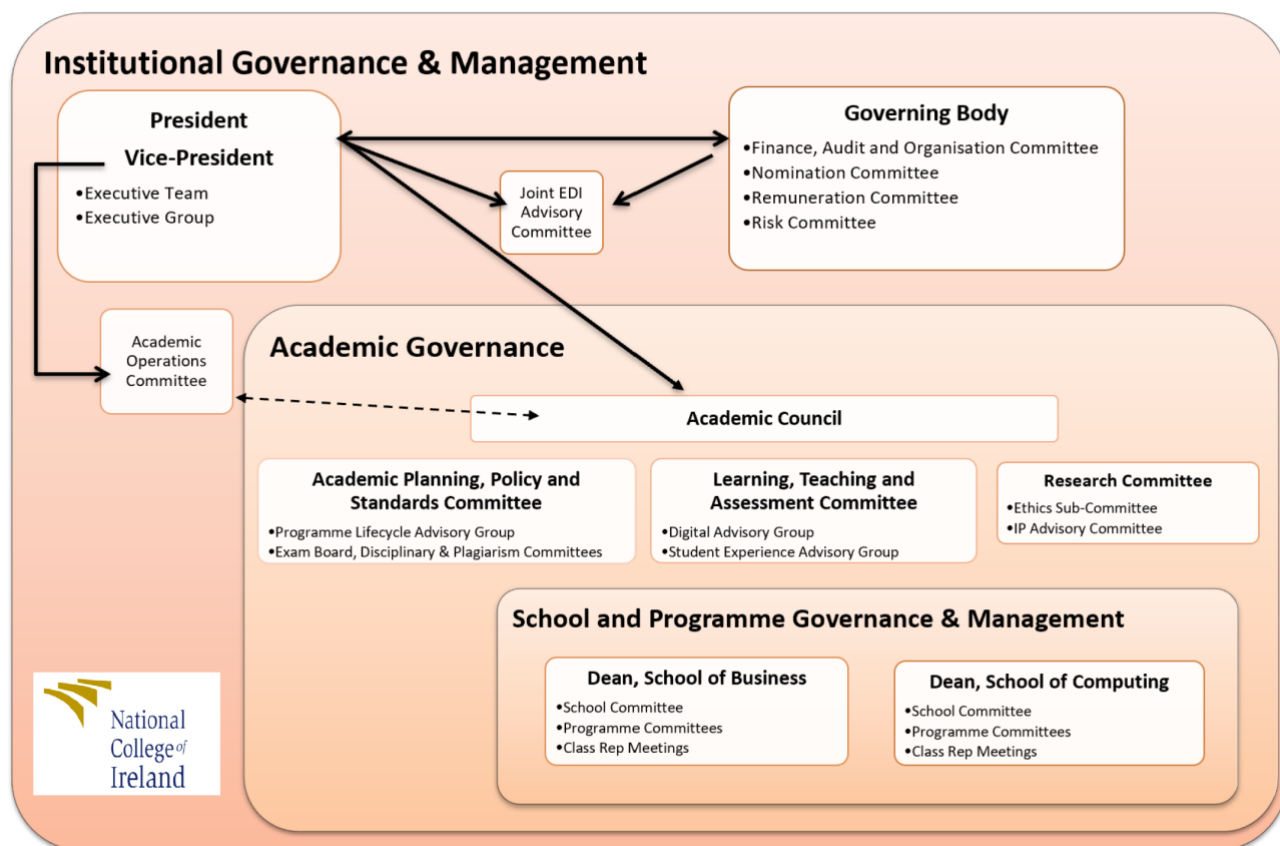 Institutional Governance & Management
President
Vice-President
•Executive Team
•Executive Group
Governing Body
•Finance, Audit and Organisation Committee
•Nomination Committee
•Remuneration Committee
•Risk Committee
Joint EDI
Advisory
Committee
Academic
Operations
Committee
Academic Governance
Academic Council
Academic Planning, Policy and
Standards Committee
•Programme Lifecycle Advisory Group
•Exam Board, Disciplinary & Plagiarism Committees
Learning, Teaching and
Assessment Committee
•Digital Advisory Group
•Student Experience Advisory Group
Research Committee
•Ethics Sub-Committee
•IP Advisory Committee
School and Programme Governance & Management
Dean, School of Business
•School Committee
•Programme Committees
•Class Rep Meetings
Dean, School of Computing
•School Committee
•Programme Committees
•Class Rep Meetings
National
College of
Ireland